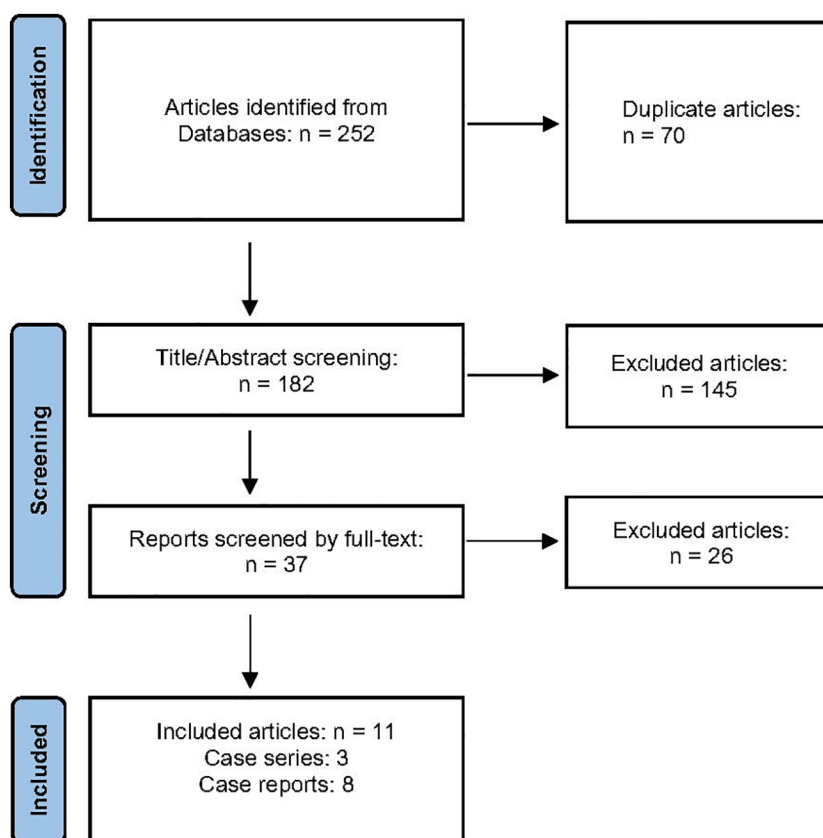 Identification
Articles identified from
Databases: n = 252
Duplicate articles:
n = 70
Screening
Title/Abstract screening:
n = 182
Excluded articles:
n = 145
Reports screened by full-text:
n = 37
Excluded articles:
n = 26
Included
Included articles: n = 11
Case series: 3
Case reports: 8